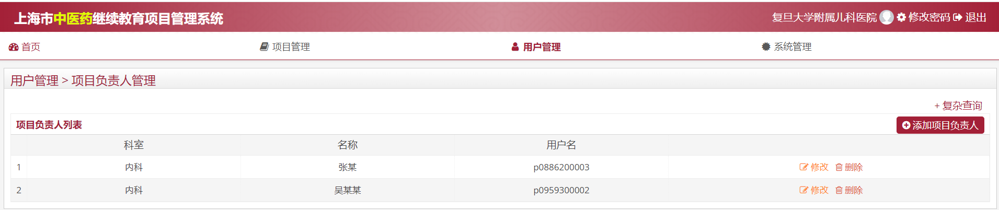 上海市中医药继续教育项目管理系统
复旦大学附属儿科医院 修改密码 退出
首页 项目管理 用户管理 系统管理
用户管理 > 项目负责人管理
+ 复杂查询
项目负责人列表 添加项目负责人
科室 名称 用户名
1 内科 张某 p0886200003 修改 删除
2 内科 吴某某 p0959300002 修改 删除